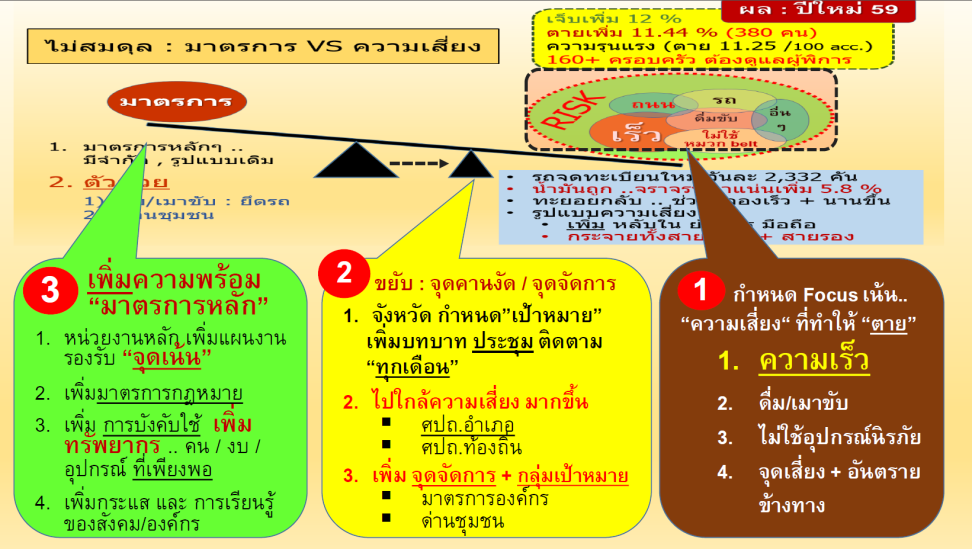 ผล : ปีใหม่ 59
เจ็บเพิ่ม 12 %
ตายเพิ่ม 11.44 % (380 คน)
ความรุนแรง (ตาย 11.25 /100 acc.)
160+ ครอบครัว ต้องดูแลผู้พิการ
ไม่สมดุล : มาตรการ VS ความเสี่ยง
มาตรการ
RISK
ถนน
รถ
ดื่มขับ
อื่น
ๆ
เร็ว
ไม่ใช้
หมวก belt
1. มาตรการหลักๆ ..
มีจำกัด , รูปแบบเดิม
2. ตัวช่วย
เมาขับ : ยึดรถ
ชุมชน
• รถจดทะเบียนใหม่ วันละ 2,332 คัน
• น้ำมันถูก ..จราจร แน่นเพิ่ม 5.8 %
• ทะยอยกลับ .. เร็ว + นานขึ้น
• รูปแบบความเสี่ยง
• เพิ่ม หลับใน มือถือ
• กระจายทั้งสาย + สายรอง
3
เพิ่มความพร้อม
“มาตรการหลัก”
1. หน่วยงานหลัก เพิ่มแผนงาน
รองรับ “จุดเน้น”
2. เพิ่มมาตรการกฎหมาย
3. เพิ่ม การบังคับใช้ เพิ่ม
ทรัพยากร .. คน / งบ /
อุปกรณ์ ที่เพียงพอ
4. เพิ่มกระแส และ การเรียนรู้
ของสังคม/องค์กร
2
ขยับ : จุดคานงัด / จุดจัดการ
1. จังหวัด กำหนด”เป้าหมาย”
เพิ่มบทบาท ประชุม ติดตาม
“ทุกเดือน”
2. ไปใกล้ความเสี่ยง มากขึ้น
▪ ศปถ.อำเภอ
▪ ศปถ.ท้องถิ่น
3. เพิ่ม จุดจัดการ + กลุ่มเป้าหมาย
▪ มาตรการองค์กร
▪ ด่านชุมชน
1
กำหนด Focus เน้น..
“ความเสี่ยง“ ที่ทำให้ “ตาย”
1. ความเร็ว
2. ดื่ม/เมาขับ
3. ไม่ใช้อุปกรณ์นิรภัย
4. จุดเสี่ยง + อันตราย
ข้างทาง